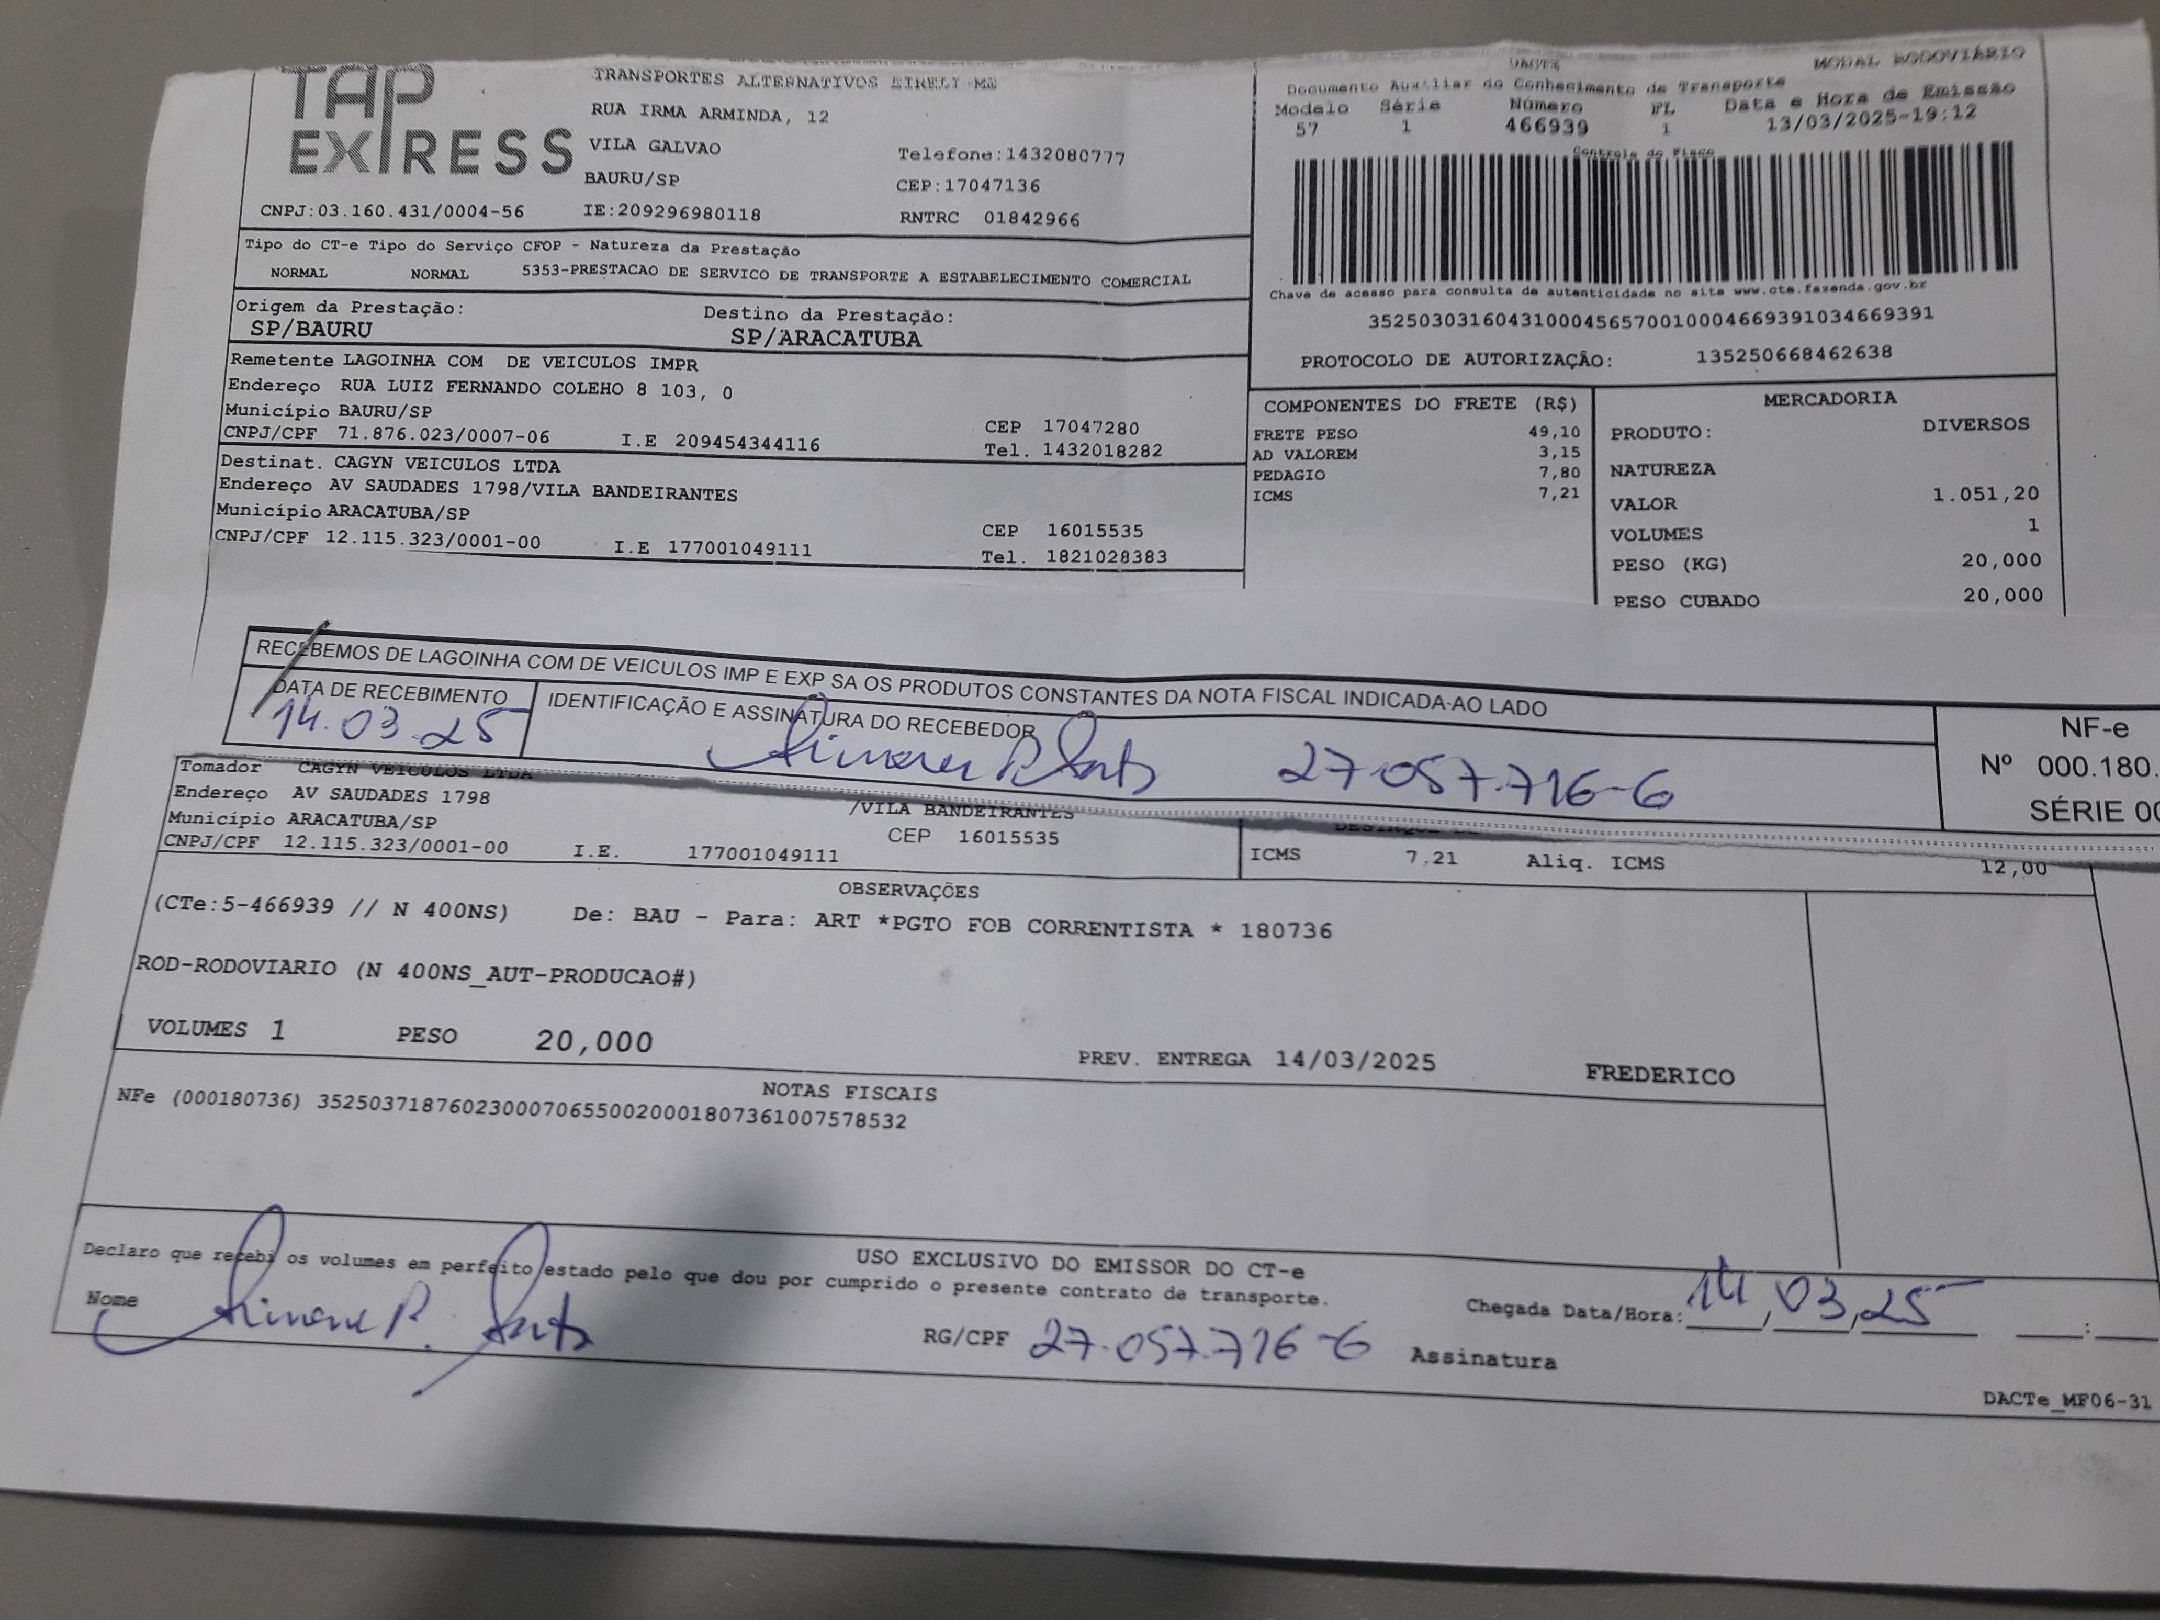 TAP EXPRESS
TRANSPORTES ALTERNATIVOS EIRELI-ME
RUA IRMA ARMINDA, 12
VILA GALVAO Telefone:1432080777
BAURU/SP CEP:17047136
CNPJ:03.160.431/0004-56 IE:209296980118 RNTRC 01842966
Tipo do CT-e Tipo do Serviço CFOP - Natureza da Prestação
NORMAL NORMAL 5353-PRESTACAO DE SERVICO DE TRANSPORTE A ESTABELECIMENTO COMERCIAL
Origem da Prestação: Destino da Prestação:
SP/BAURU SP/ARACATUBA
Remetente LAGOINHA COM DE VEICULOS IMPR
Endereço RUA LUIZ FERNANDO COLEHO 8 103, 0
Município BAURU/SP CEP 17047280
CNPJ/CPF 71.876.023/0007-06 I.E 209454344116 Tel. 1432018282
Destinat. CAGYN VEICULOS LTDA
Endereço AV SAUDADES 1798/VILA BANDEIRANTES
Município ARACATUBA/SP CEP 16015535
CNPJ/CPF 12.115.323/0001-00 I.E 177001049111 Tel. 1821028383
DACTE MODAL RODOVIÁRIO
Documento Auxiliar do Conhecimento de Transporte
Modelo Série Número FL Data e Hora de Emissão
57 1 466939 1 13/03/2025-19:12
Controle do Fisco
Chave de acesso para consulta de autenticidade no site www.cte.fazenda.gov.br
35250303160431000456570010004669391034669391
PROTOCOLO DE AUTORIZAÇÃO: 135250668462638
COMPONENTES DO FRETE (R$)
FRETE PESO 49,10
AD VALOREM 3,15
PEDAGIO 7,80
ICMS 7,21
MERCADORIA
PRODUTO: DIVERSOS
NATUREZA
VALOR 1.051,20
VOLUMES 1
PESO (KG) 20,000
PESO CUBADO 20,000
RECEBEMOS DE LAGOINHA COM DE VEICULOS IMP E EXP SA OS PRODUTOS CONSTANTES DA NOTA FISCAL INDICADA-AO LADO
DATA DE RECEBIMENTO IDENTIFICAÇÃO E ASSINATURA DO RECEBEDOR
14.03.25 Simone R. Santos 27.057.716-6
NF-e
Nº 000.180.
SÉRIE 00
Tomador CAGYN VEICULOS LTDA
Endereço AV SAUDADES 1798 /VILA BANDEIRANTES
Município ARACATUBA/SP CEP 16015535
CNPJ/CPF 12.115.323/0001-00 I.E. 177001049111
ICMS 7,21 Aliq. ICMS 12,00
OBSERVAÇÕES
(CTe:5-466939 // N 400NS) De: BAU - Para: ART *PGTO FOB CORRENTISTA * 180736
ROD-RODOVIARIO (N 400NS_AUT-PRODUCAO#)
VOLUMES 1 PESO 20,000 PREV. ENTREGA 14/03/2025 FREDERICO
NOTAS FISCAIS
NFe (000180736) 35250371876023000706550020001807361007578532
USO EXCLUSIVO DO EMISSOR DO CT-e
Declaro que recebi os volumes em perfeito estado pelo que dou por cumprido o presente contrato de transporte.
Nome Simone R. Santos RG/CPF 27.057.716-6 Assinatura
Chegada Data/Hora: 14,03,25 :
DACTe_MF06-31